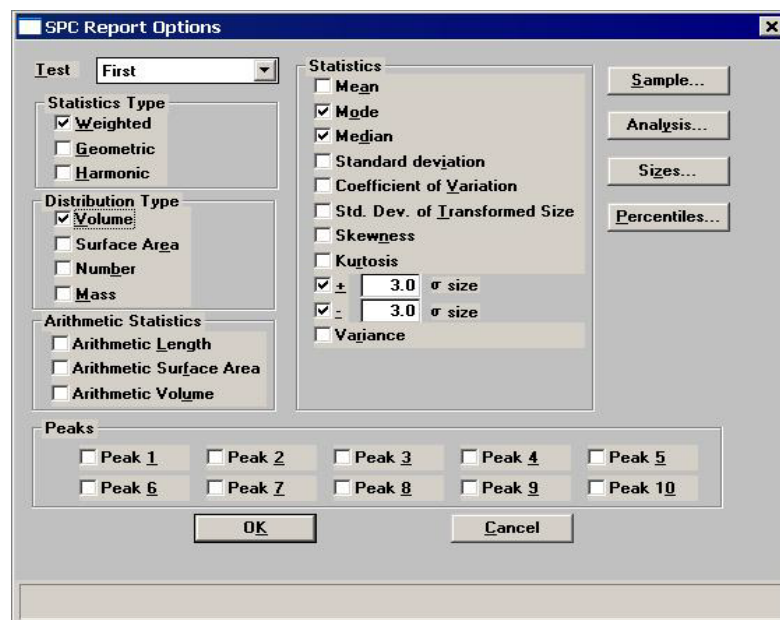 SPC Report Options
Test First
Statistics Type
Weighted
Geometric
Harmonic
Distribution Type
Volume
Surface Area
Number
Mass
Arithmetic Statistics
Arithmetic Length
Arithmetic Surface Area
Arithmetic Volume
Statistics
Mean
Mode
Median
Standard deviation
Coefficient of Variation
Std. Dev. of Transformed Size
Skewness
Kurtosis
+ 3.0 σ size
- 3.0 σ size
Variance
Sample...
Analysis...
Sizes...
Percentiles...
Peaks
Peak 1 Peak 2 Peak 3 Peak 4 Peak 5
Peak 6 Peak 7 Peak 8 Peak 9 Peak 10
OK Cancel